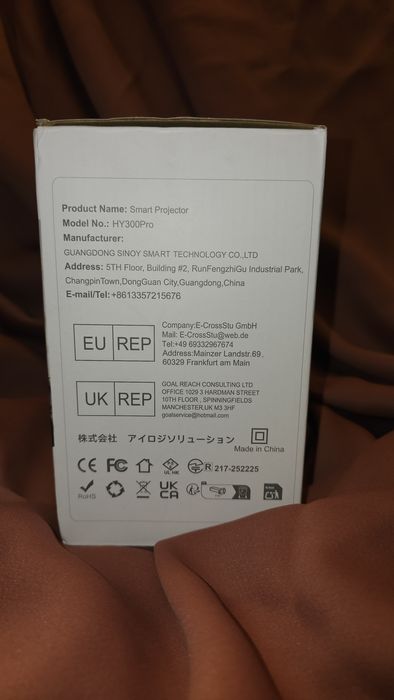 Product Name: Smart Projector
Model No.: HY300Pro
Manufacturer:
GUANGDONG SINOY SMART TECHNOLOGY CO.,LTD
Address: 5TH Floor, Building #2, RunFengzhiGu Industrial Park,
ChangpinTown,DongGuan City,Guangdong,China
E-mail/Tel:+8613357215676
EU REP
Company:E-CrossStu GmbH
Mail: E-CrossStu@web.de
Tel:+49 69332967674
Address:Mainzer Landstr.69,
60329 Frankfurt am Main
UK REP
GOAL REACH CONSULTING LTD
OFFICE 1029 3 HARDMAN STREET
10TH FLOOR, SPINNINGFIELDS
MANCHESTER,UK M3 3HF
goalservice@hotmail.com
株式会社 アイロジソリューション
Made in China
CE FC R 217-252225
RoHS UK CA